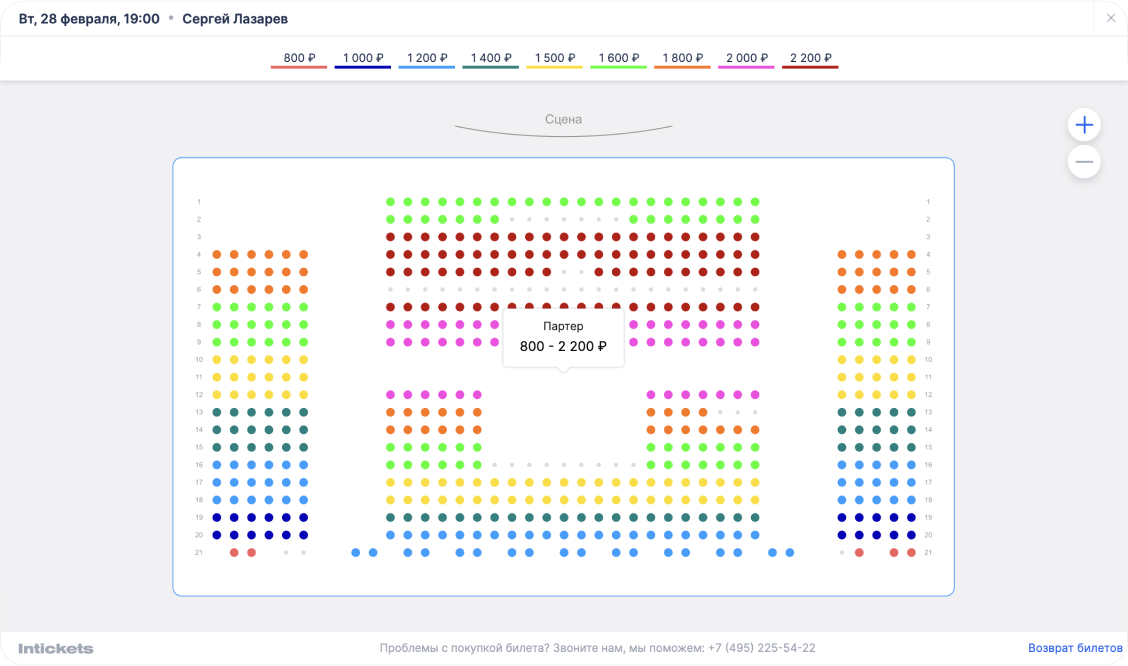 Вт, 28 февраля, 19:00 • Сергей Лазарев
800 ₽ 1 000 ₽ 1 200 ₽ 1 400 ₽ 1 500 ₽ 1 600 ₽ 1 800 ₽ 2 000 ₽ 2 200 ₽
Сцена
1 1
2 2
3 3
4 4
5 5
6 6
7 7
8 8
9 9
Партер
800 - 2 200 ₽
10 10
11 11
12 12
13 13
14 14
15 15
16 16
17 17
18 18
19 19
20 20
21 21
Intickets
Проблемы с покупкой билета? Звоните нам, мы поможем: +7 (495) 225-54-22
Возврат билетов